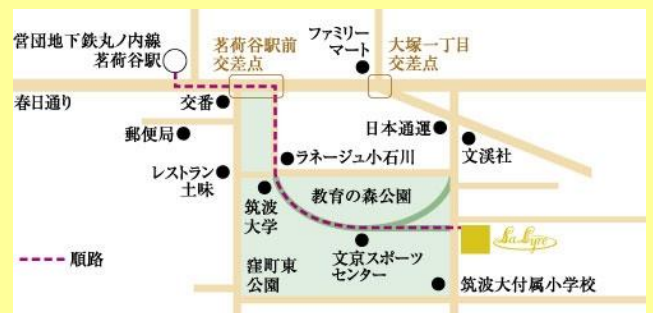 営団地下鉄丸ノ内線
茗荷谷駅
茗荷谷駅前
交差点
ファミリー
マート
大塚一丁目
交差点
春日通り
交番
郵便局
日本通運
文渓社
レストラン
土味
ラネージュ小石川
筑波
大学
教育の森公園
La Lyre
順路
窪町東
公園
文京スポーツ
センター
筑波大付属小学校